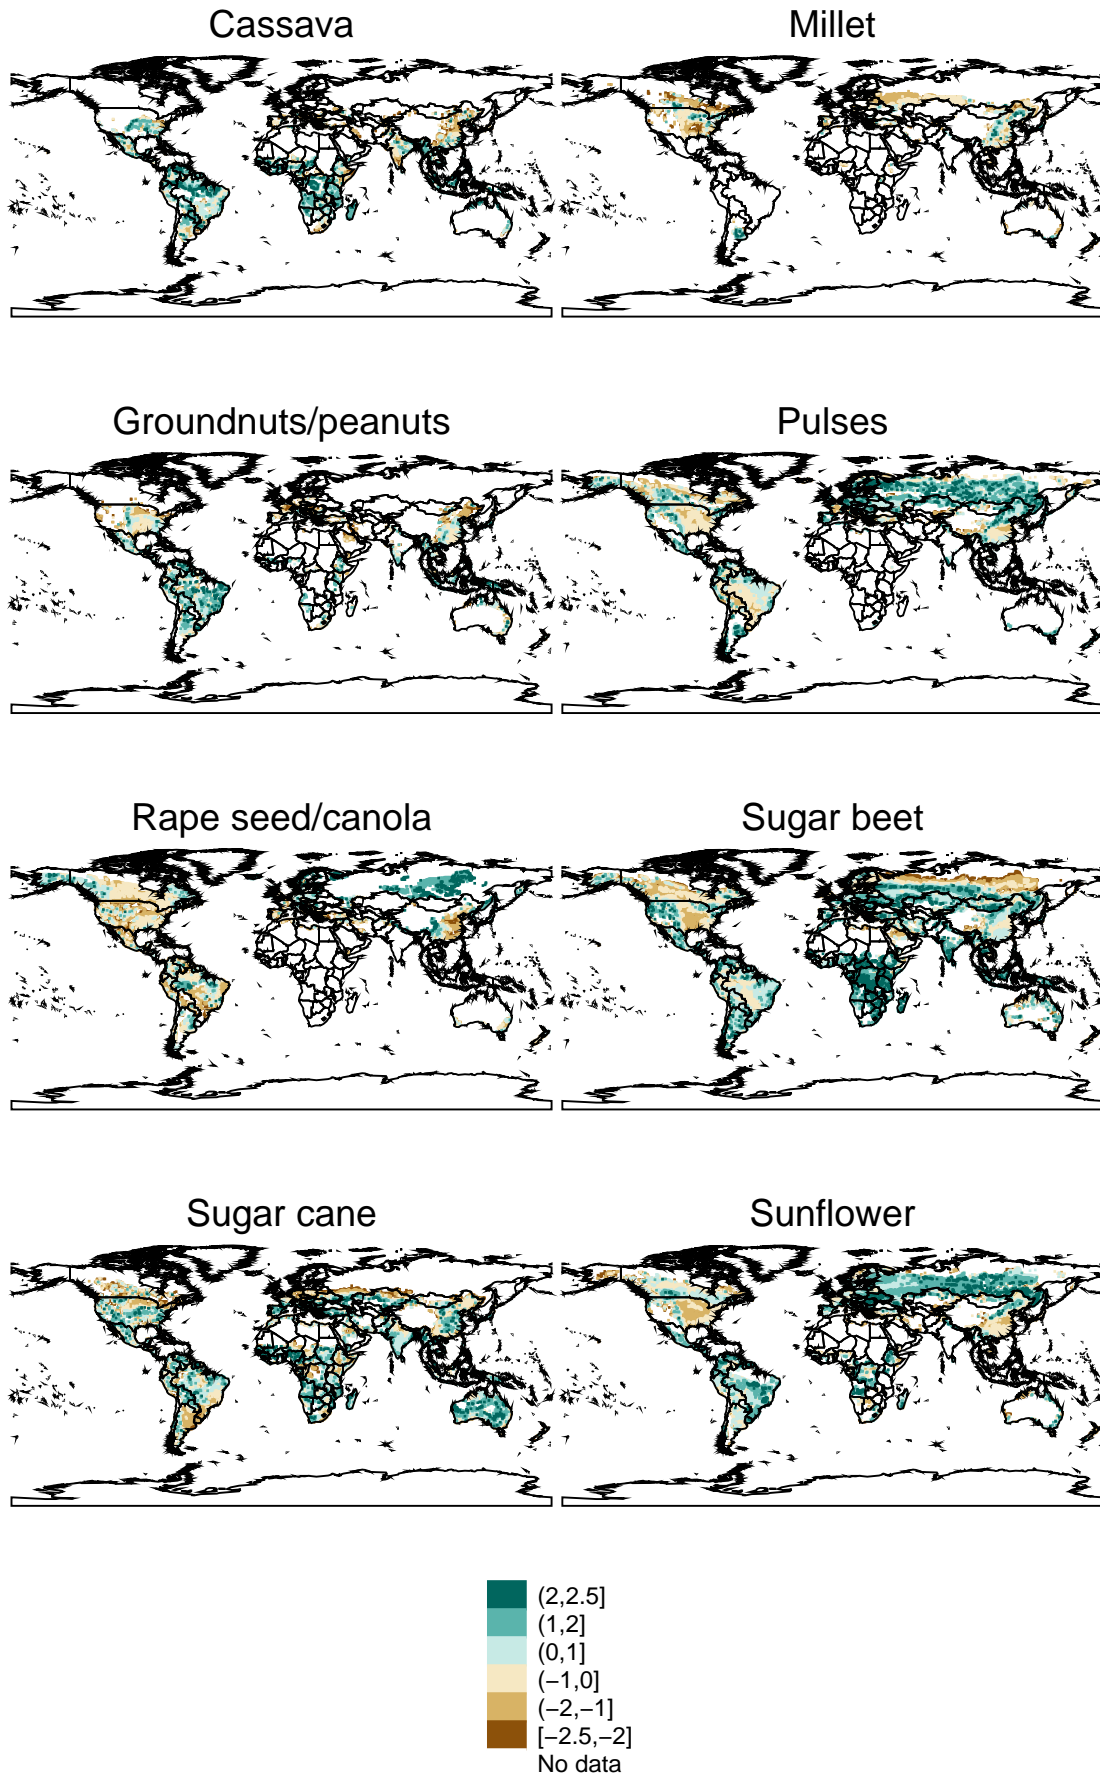 Cassava
Millet
Groundnuts/peanuts
Pulses
Rape seed/canola
Sugar beet
Sugar cane
Sunflower
(2,2.5]
(1,2]
(0,1]
(−1,0]
(−2,−1]
[−2.5,−2]
No data